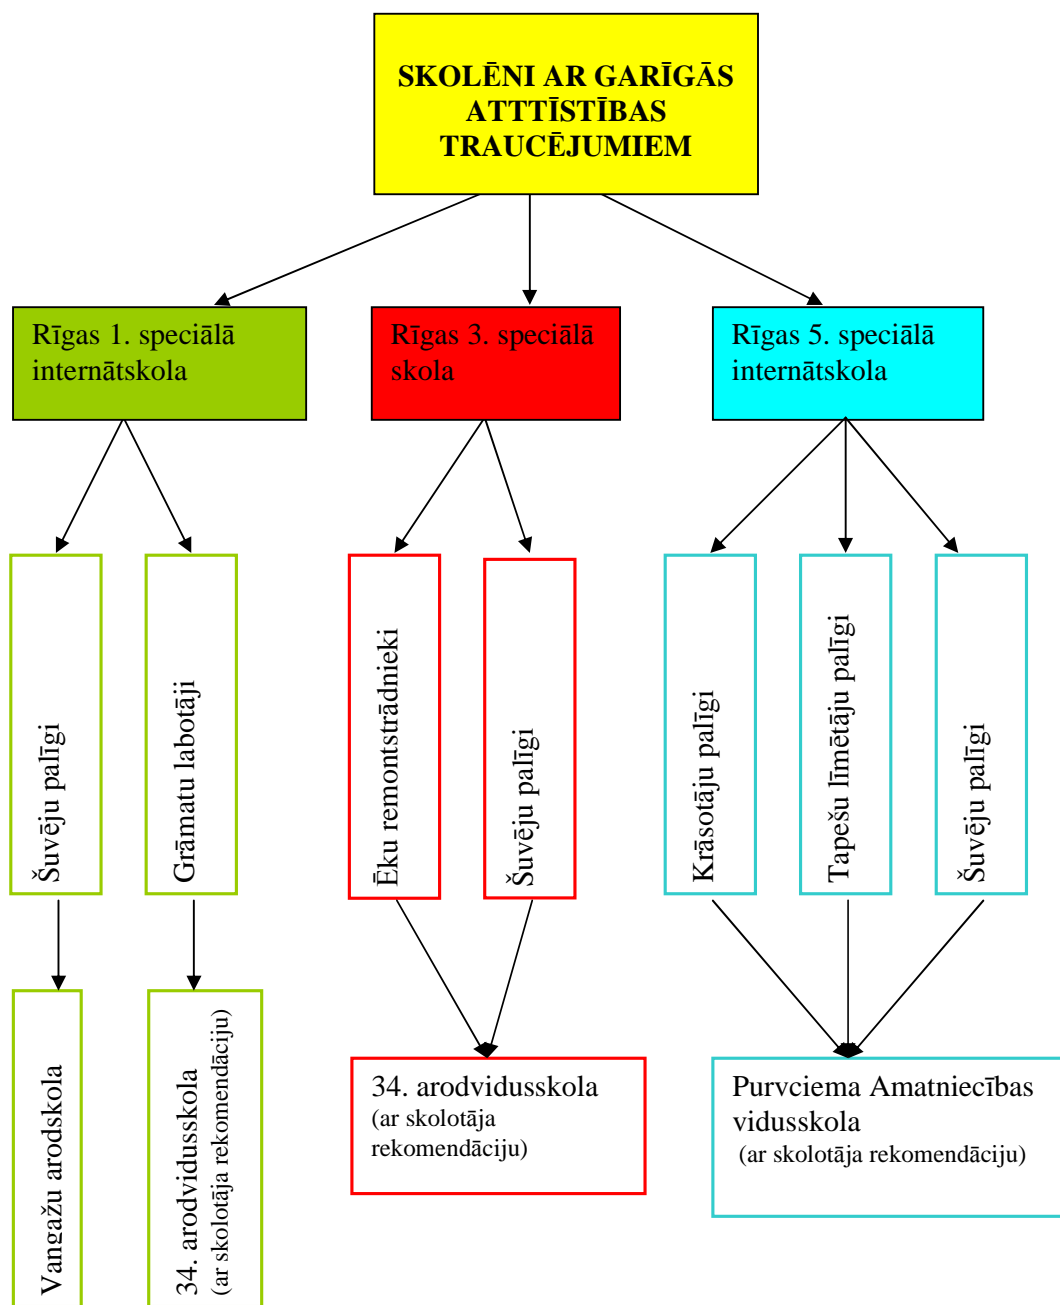 SKOLĒNI AR GARĪGĀS
ATTTĪSTĪBAS
TRAUCĒJUMIEM
Rīgas 1. speciālā
internātskola
Rīgas 3. speciālā
skola
Rīgas 5. speciālā
internātskola
Šuvēju palīgi
Grāmatu labotāji
Ēku remontstrādnieki
Šuvēju palīgi
Krāsotāju palīgi
Tapešu līmētāju palīgi
Šuvēju palīgi
Vangažu arodskola
34. arodvidusskola
(ar skolotāja rekomendāciju)
34. arodvidusskola
(ar skolotāja
rekomendāciju)
Purvciema Amatniecības
vidusskola
(ar skolotāja rekomendāciju)